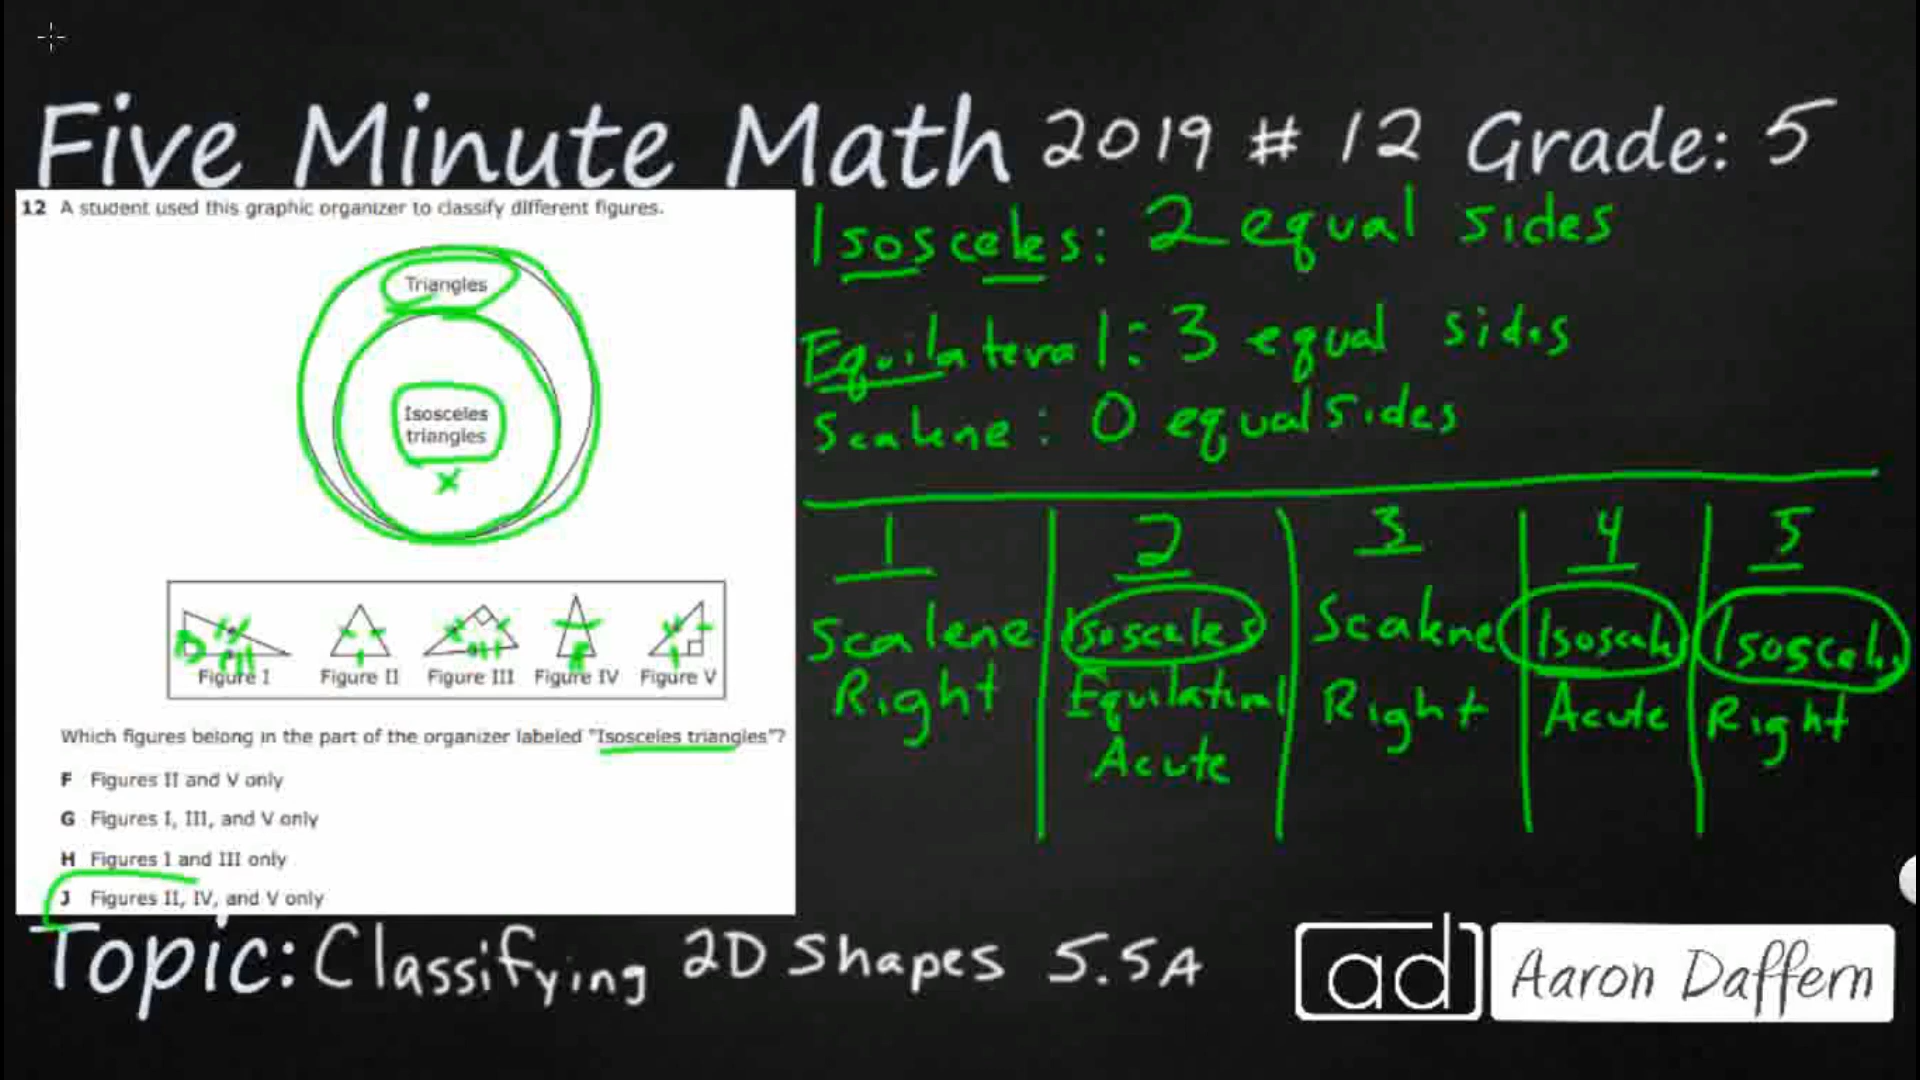 Five Minute Math 2019 # 12 Grade: 5
12 A student used this graphic organizer to classify different figures.
Triangles
Isosceles
triangles
x
Figure I Figure II Figure III Figure IV Figure V
Which figures belong in the part of the organizer labeled "Isosceles triangles"?
F Figures II and V only
G Figures I, III, and V only
H Figures I and III only
J Figures II, IV, and V only
Isosceles: 2 equal sides
Equilateral: 3 equal sides
Scalene: 0 equal sides
1 2 3 4 5
Scalene Isosceles Scalene Isoscele Isosceles
Right Equilateral Right Acute Right
Acute
Topic: Classifying 2D Shapes 5.5A
ad Aaron Daffern